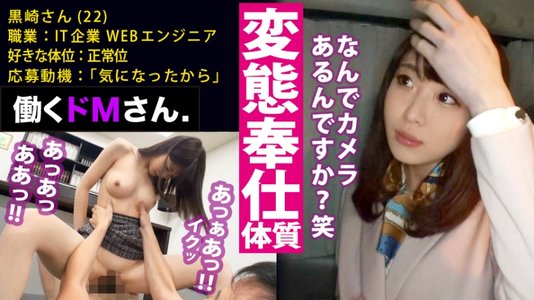 黒崎さん (22)
職業：IT企業 WEBエンジニア
好きな体位：正常位
応募動機：「気になったから」
働くドMさん.
変態奉仕
体質
なんでカメラ
あるんですか？笑
あっあっ
ああっ!!
あっぁあっ!!
イクッ